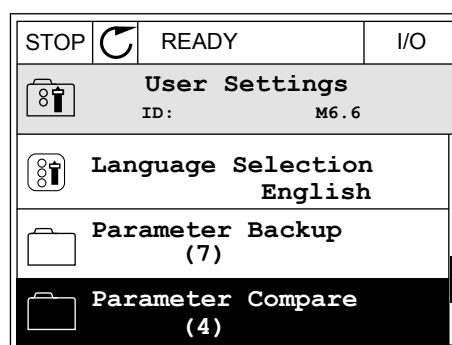 STOP READY I/O
User Settings
ID: M6.6
Language Selection
English
Parameter Backup
(7)
Parameter Compare
(4)